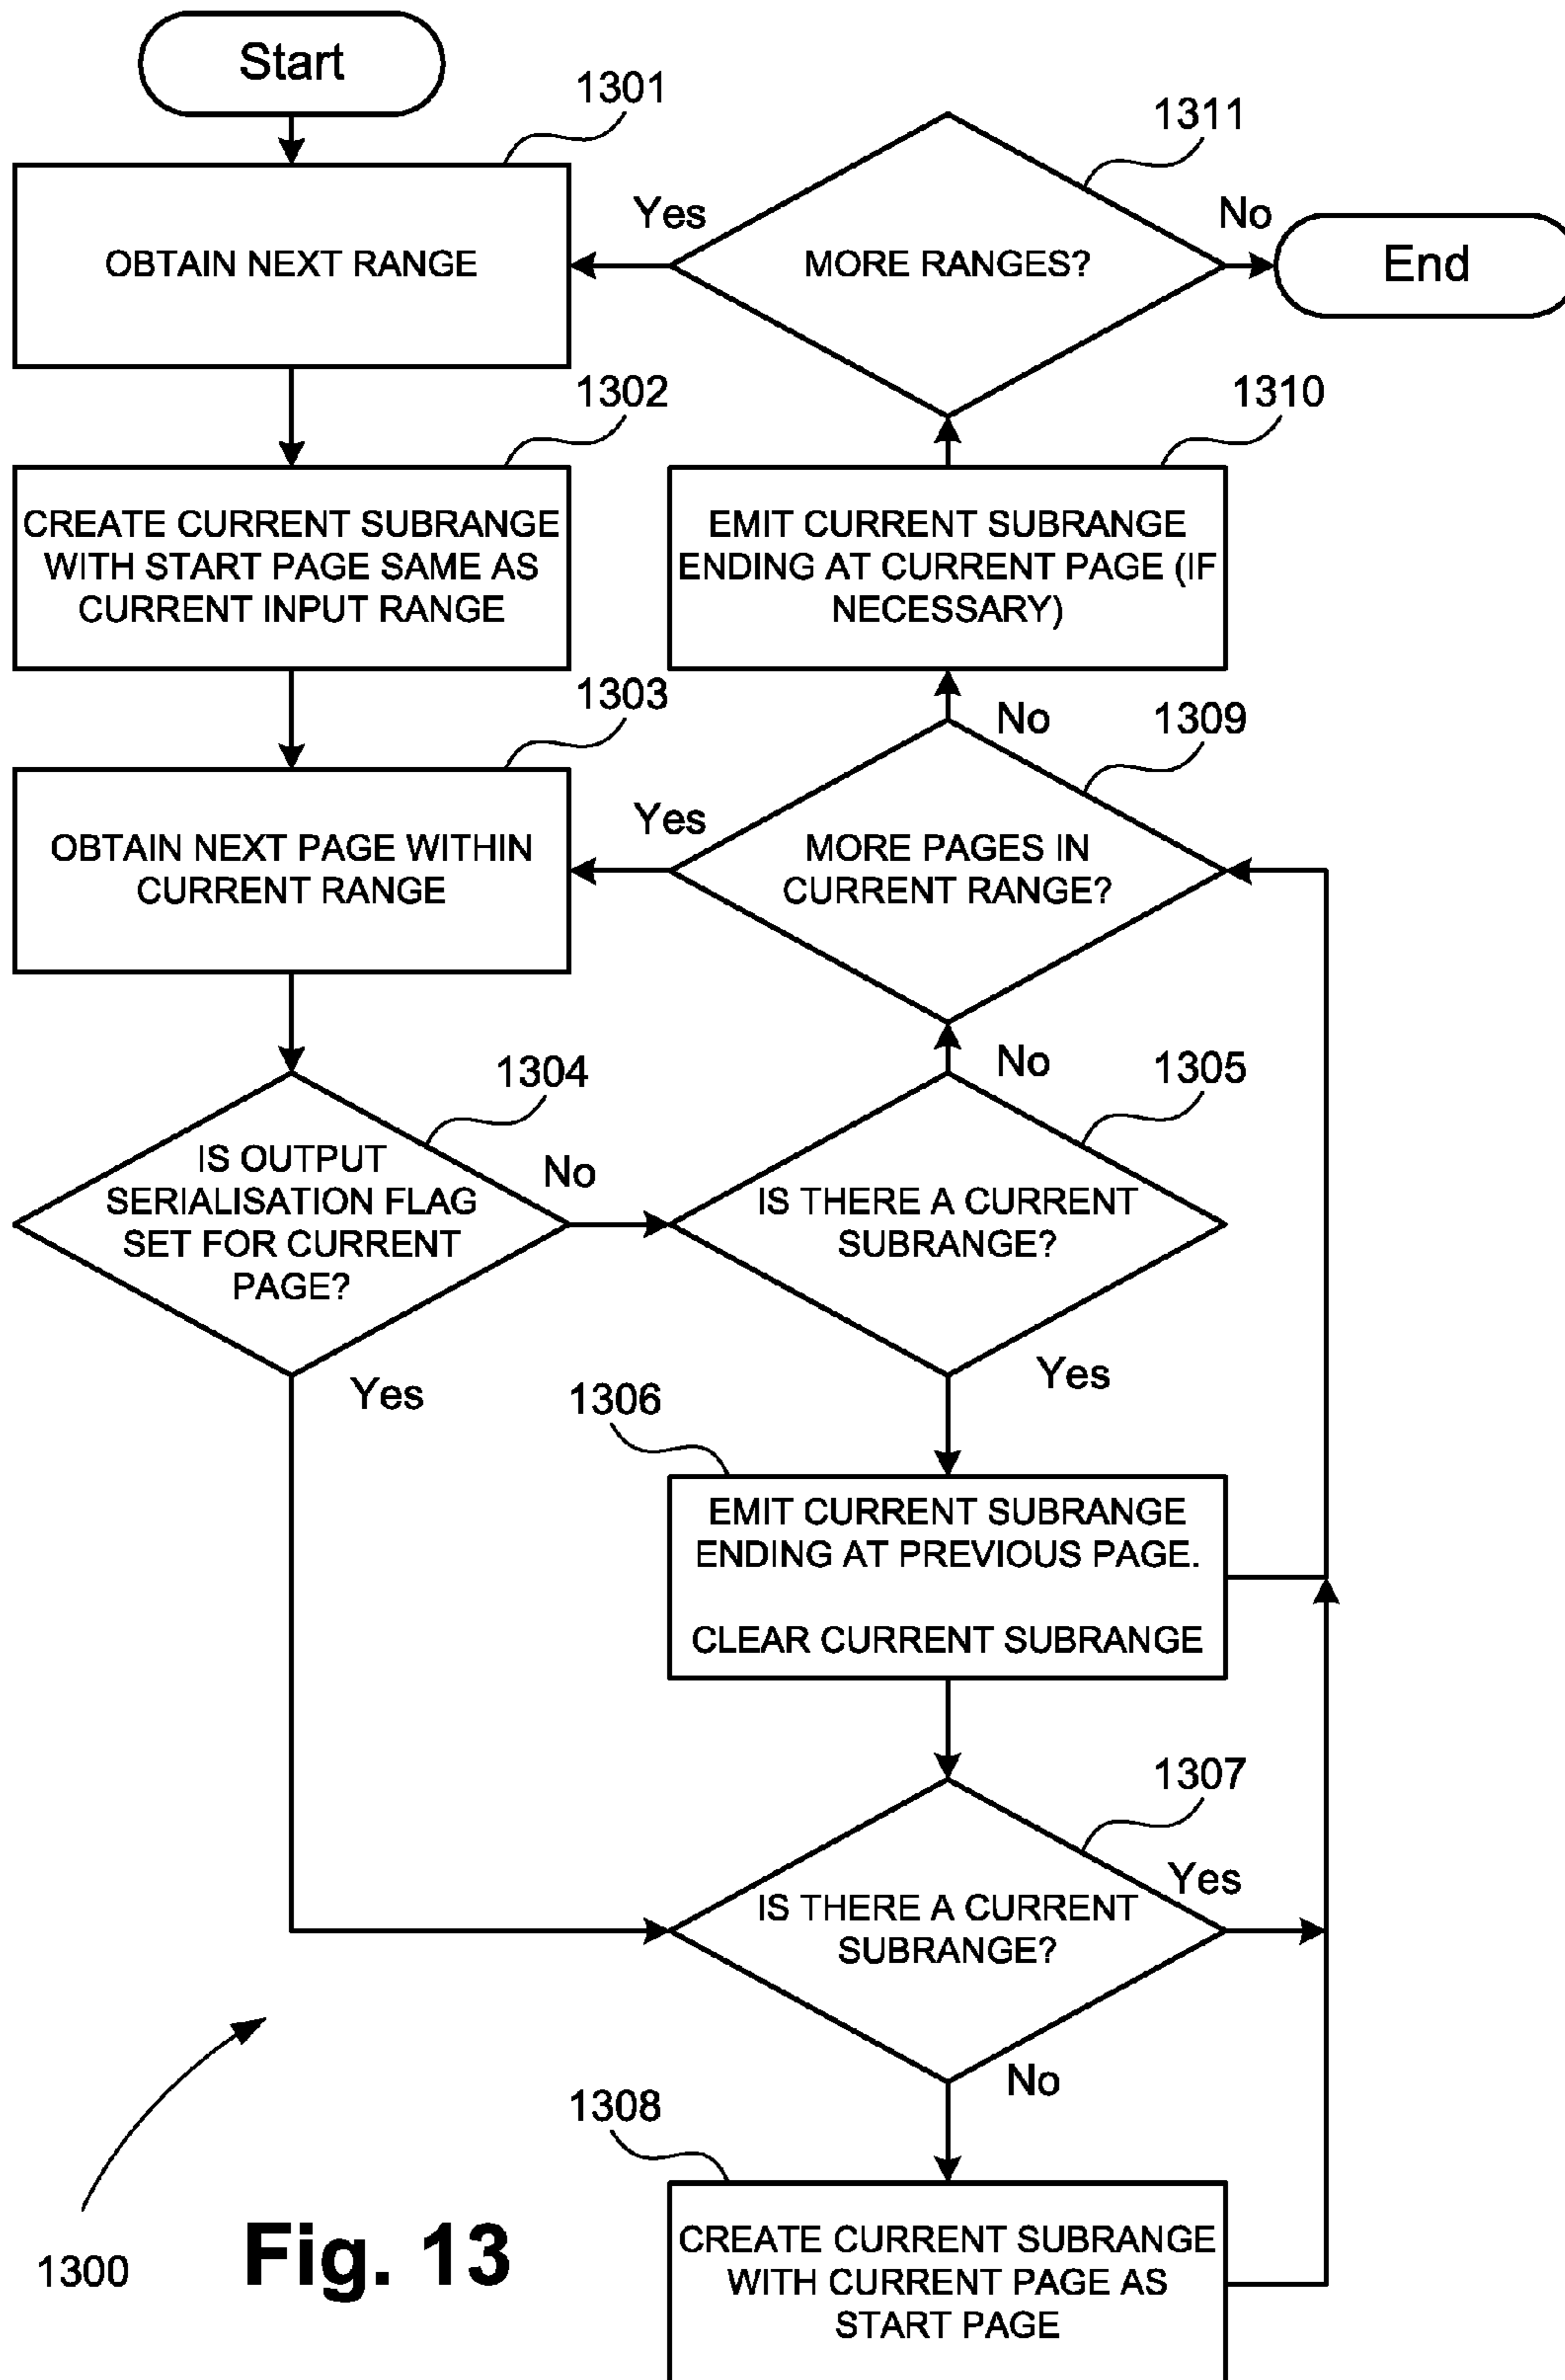 Start
1301
OBTAIN NEXT RANGE
1302
CREATE CURRENT SUBRANGE
WITH START PAGE SAME AS
CURRENT INPUT RANGE
1303
OBTAIN NEXT PAGE WITHIN
CURRENT RANGE
1304
IS OUTPUT
SERIALISATION FLAG
SET FOR CURRENT
PAGE?
No
Yes
1305
IS THERE A CURRENT
SUBRANGE?
No
Yes
1306
EMIT CURRENT SUBRANGE
ENDING AT PREVIOUS PAGE.
CLEAR CURRENT SUBRANGE
1307
IS THERE A CURRENT
SUBRANGE?
Yes
No
1308
CREATE CURRENT SUBRANGE
WITH CURRENT PAGE AS
START PAGE
1309
MORE PAGES IN
CURRENT RANGE?
Yes
No
1310
EMIT CURRENT SUBRANGE
ENDING AT CURRENT PAGE (IF
NECESSARY)
1311
MORE RANGES?
Yes
No
End
1300
Fig. 13